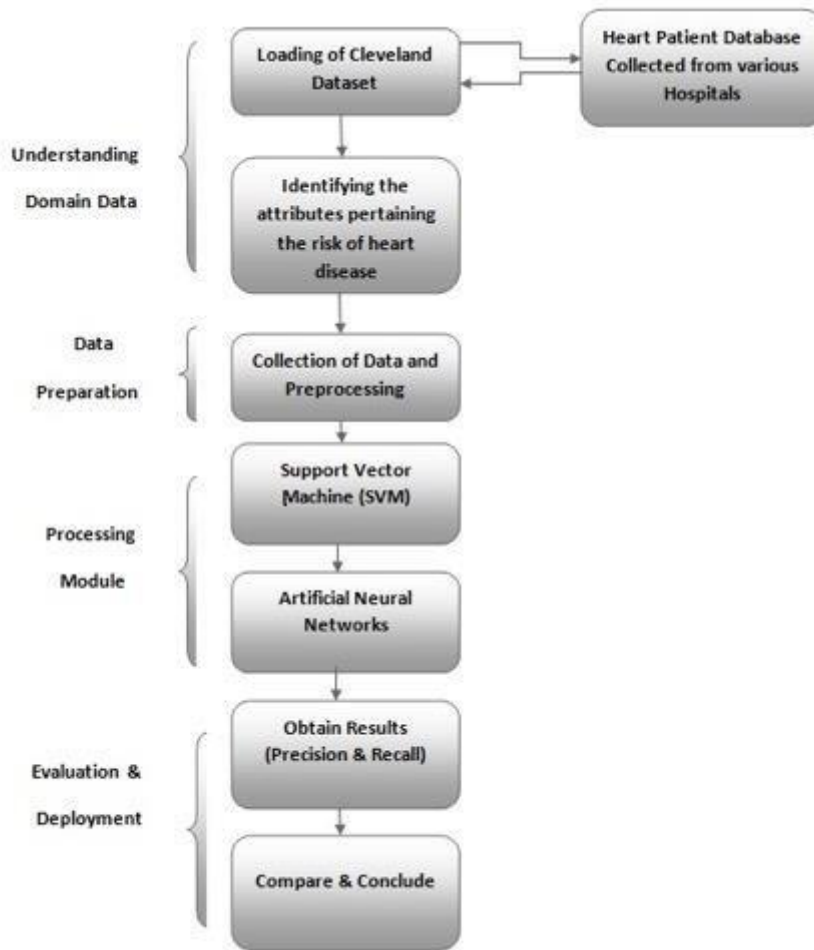 Loading of Cleveland
Dataset
Heart Patient Database
Collected from various
Hospitals
Understanding
Domain Data
Identifying the
attributes pertaining
the risk of heart
disease
Data
Preparation
Collection of Data and
Preprocessing
Support Vector
Machine (SVM)
Processing
Module
Artificial Neural
Networks
Obtain Results
(Precision & Recall)
Evaluation &
Deployment
Compare & Conclude